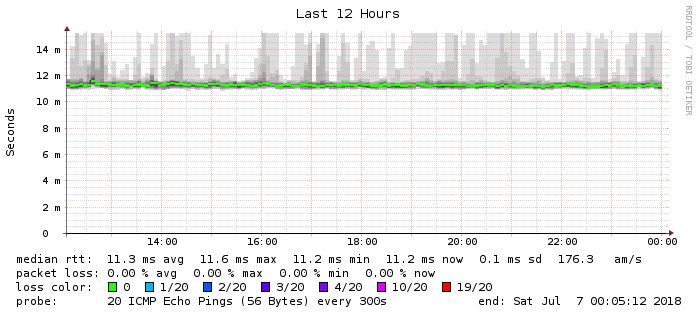 Last 12 Hours
RRDTOOL / TOBI OETIKER
Seconds
14 m
12 m
10 m
8 m
6 m
4 m
2 m
0
14:00 16:00 18:00 20:00 22:00 00:00
median rtt: 11.3 ms avg 11.6 ms max 11.2 ms min 11.2 ms now 0.1 ms sd 176.3 am/s
packet loss: 0.00 % avg 0.00 % max 0.00 % min 0.00 % now
loss color: 0 1/20 2/20 3/20 4/20 10/20 19/20
probe: 20 ICMP Echo Pings (56 Bytes) every 300s end: Sat Jul 7 00:05:12 2018